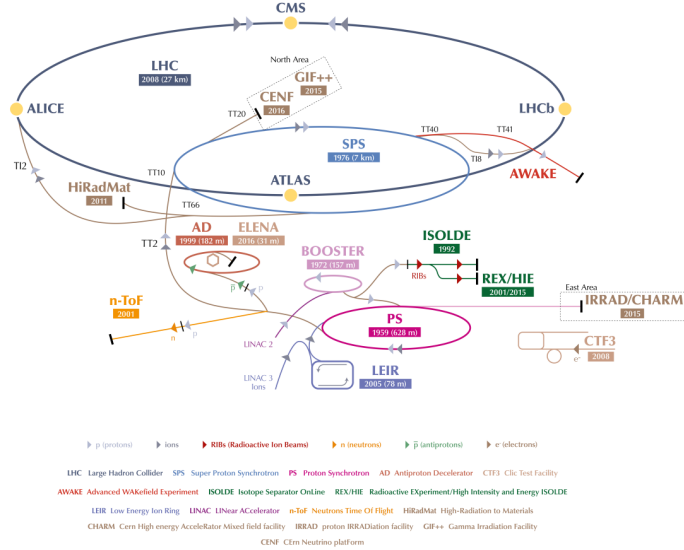 CMS
North Area
LHC
2008 (27 km)
GIF++
2015
CENF
2016
TT20
ALICE
LHCb
TT40
TT41
SPS
1976 (7 km)
TI8
TI2
TT10
AWAKE
ATLAS
HiRadMat
2011
TT66
AD
1999 (182 m)
ELENA
2016 (31 m)
TT2
ISOLDE
1992
BOOSTER
1972 (157 m)
RIBs
REX/HIE
2001/2015
p̅
p
East Area
n-ToF
2001
IRRAD/CHARM
2015
PS
1959 (628 m)
n
p
LINAC 2
CTF3
2008
e-
LINAC 3
Ions
LEIR
2005 (78 m)
p (protons) ions RIBs (Radioactive Ion Beams) n (neutrons) p̅ (antiprotons) e- (electrons)
LHC Large Hadron Collider SPS Super Proton Synchrotron PS Proton Synchrotron AD Antiproton Decelerator CTF3 Clic Test Facility
AWAKE Advanced WAKefield Experiment ISOLDE Isotope Separator OnLine REX/HIE Radioactive EXperiment/High Intensity and Energy ISOLDE
LEIR Low Energy Ion Ring LINAC LINear ACcelerator n-ToF Neutrons Time Of Flight HiRadMat High-Radiation to Materials
CHARM Cern High energy AcceleRator Mixed field facility IRRAD proton IRRADiation facility GIF++ Gamma Irradiation Facility
CENF CErn Neutrino platForm